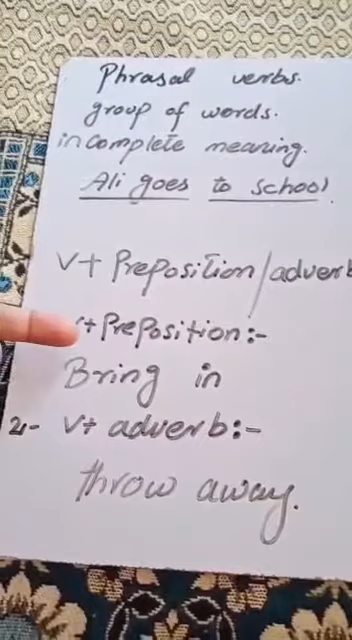 Phrasal verbs.
group of words.
incomplete meaning.
Ali goes to school.
V+ Preposition/adverb
+ Preposition:-
Bring in
2- V+ adverb:-
throw away.